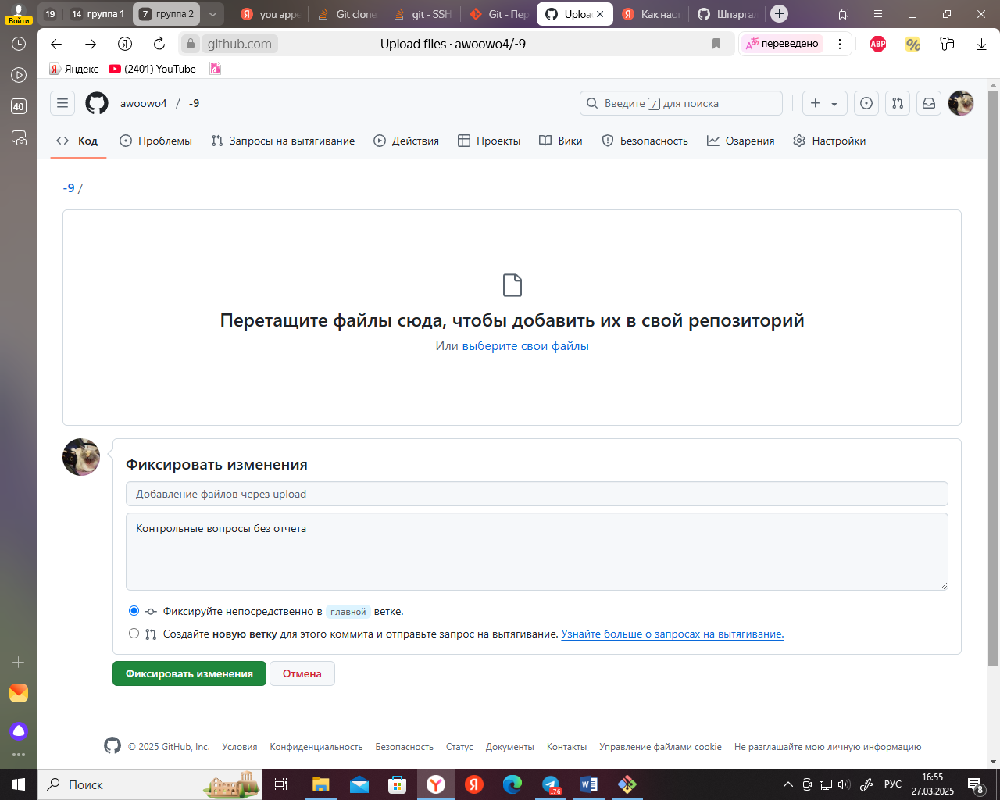 Войти
19
14 группа 1
7 группа 2
you appe
Git clone
git - SSH
Git - Пер
Uploa
Как наст
Шпаргал
github.com
Upload files · awoowo4/-9
переведено
ABP
Яндекс
(2401) YouTube
40
awoowo4 / -9
Введите / для поиска
Код
Проблемы
Запросы на вытягивание
Действия
Проекты
Вики
Безопасность
Озарения
Настройки
-9 /
Перетащите файлы сюда, чтобы добавить их в свой репозиторий
Или выберите свои файлы
Фиксировать изменения
Добавление файлов через upload
Контрольные вопросы без отчета
Фиксируйте непосредственно в главной ветке.
Создайте новую ветку для этого коммита и отправьте запрос на вытягивание. Узнайте больше о запросах на вытягивание.
Фиксировать изменения
Отмена
© 2025 GitHub, Inc.
Условия
Конфиденциальность
Безопасность
Статус
Документы
Контакты
Управление файлами cookie
Не разглашайте мою личную информацию
Поиск
.76
РУС
16:55
27.03.2025
8